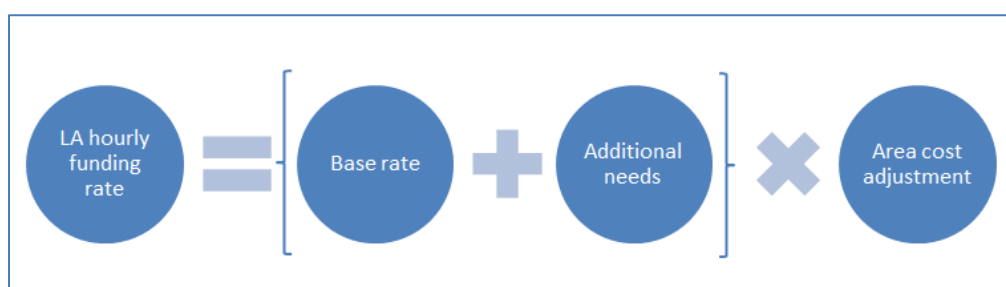 LA hourly
funding
rate
Base rate
Additional
needs
Area cost
adjustment